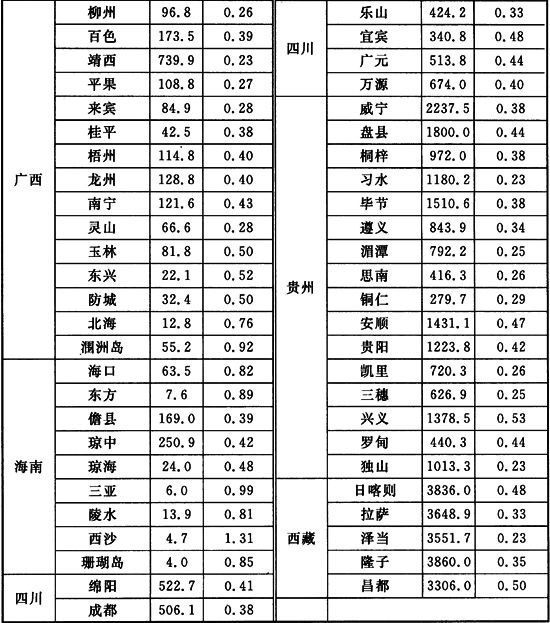 广西
柳州 96.8 0.26
百色 173.5 0.39
靖西 739.9 0.23
平果 108.8 0.27
来宾 84.9 0.28
桂平 42.5 0.38
梧州 114.8 0.40
龙州 128.8 0.40
南宁 121.6 0.43
灵山 66.6 0.28
玉林 81.8 0.50
东兴 22.1 0.52
防城 32.4 0.50
北海 12.8 0.76
涠洲岛 55.2 0.92
海南
海口 63.5 0.82
东方 7.6 0.89
儋县 169.0 0.39
琼中 250.9 0.42
琼海 24.0 0.48
三亚 6.0 0.99
陵水 13.9 0.81
西沙 4.7 1.31
珊瑚岛 4.0 0.85
四川
绵阳 522.7 0.41
成都 506.1 0.38
四川
乐山 424.2 0.33
宜宾 340.8 0.48
广元 513.8 0.44
万源 674.0 0.40
贵州
威宁 2237.5 0.38
盘县 1800.0 0.44
桐梓 972.0 0.38
习水 1180.2 0.23
毕节 1510.6 0.38
遵义 843.9 0.34
湄潭 792.2 0.25
思南 416.3 0.26
铜仁 279.7 0.29
安顺 1431.1 0.47
贵阳 1223.8 0.42
凯里 720.3 0.26
三穗 626.9 0.25
兴义 1378.5 0.53
罗甸 440.3 0.44
独山 1013.3 0.23
西藏
日喀则 3836.0 0.48
拉萨 3648.9 0.33
泽当 3551.7 0.23
隆子 3860.0 0.35
昌都 3306.0 0.50